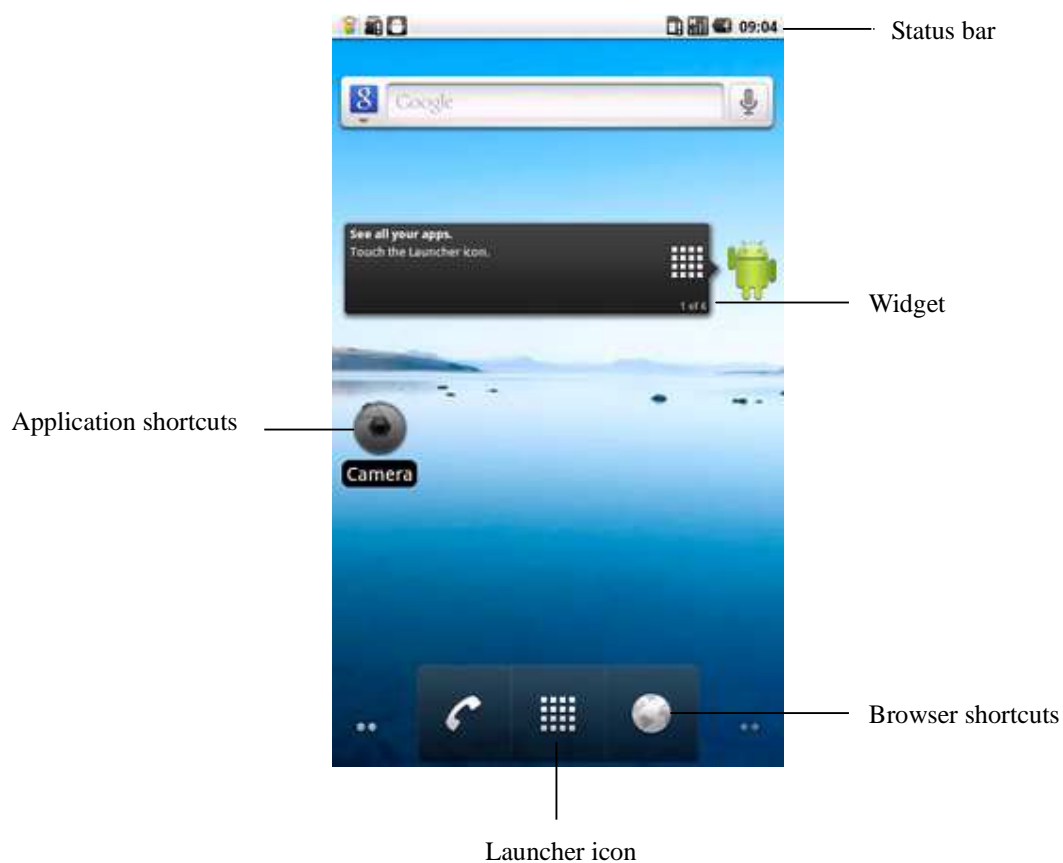 09:04
Status bar
Google
See all your apps.
Touch the Launcher icon.
1 of 6
Widget
Application shortcuts
Camera
Browser shortcuts
Launcher icon